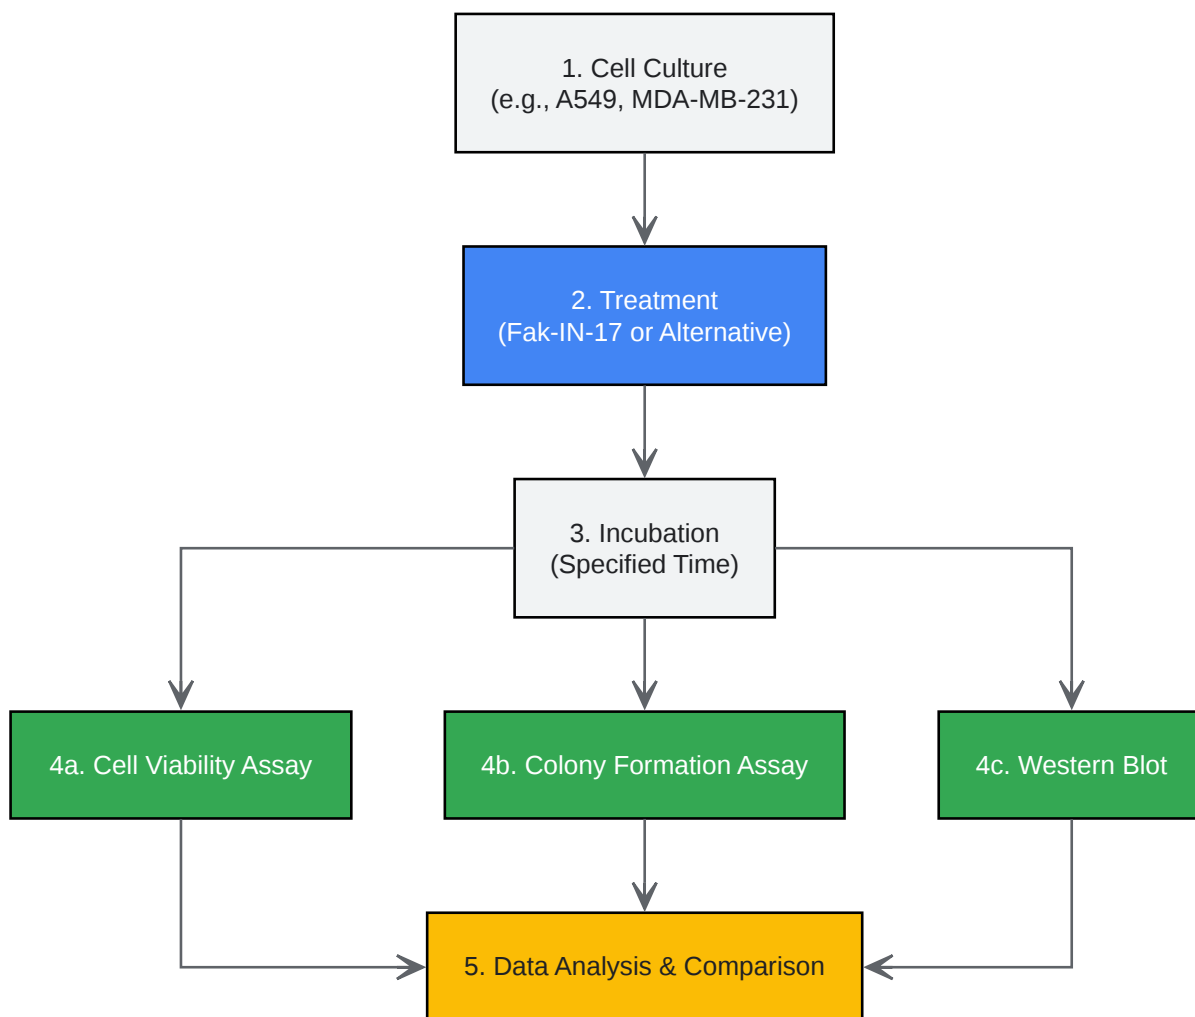 1. Cell Culture
(e.g., A549, MDA-MB-231)
2. Treatment
(Fak-IN-17 or Alternative)
3. Incubation
(Specified Time)
4a. Cell Viability Assay
4b. Colony Formation Assay
4c. Western Blot
5. Data Analysis & Comparison